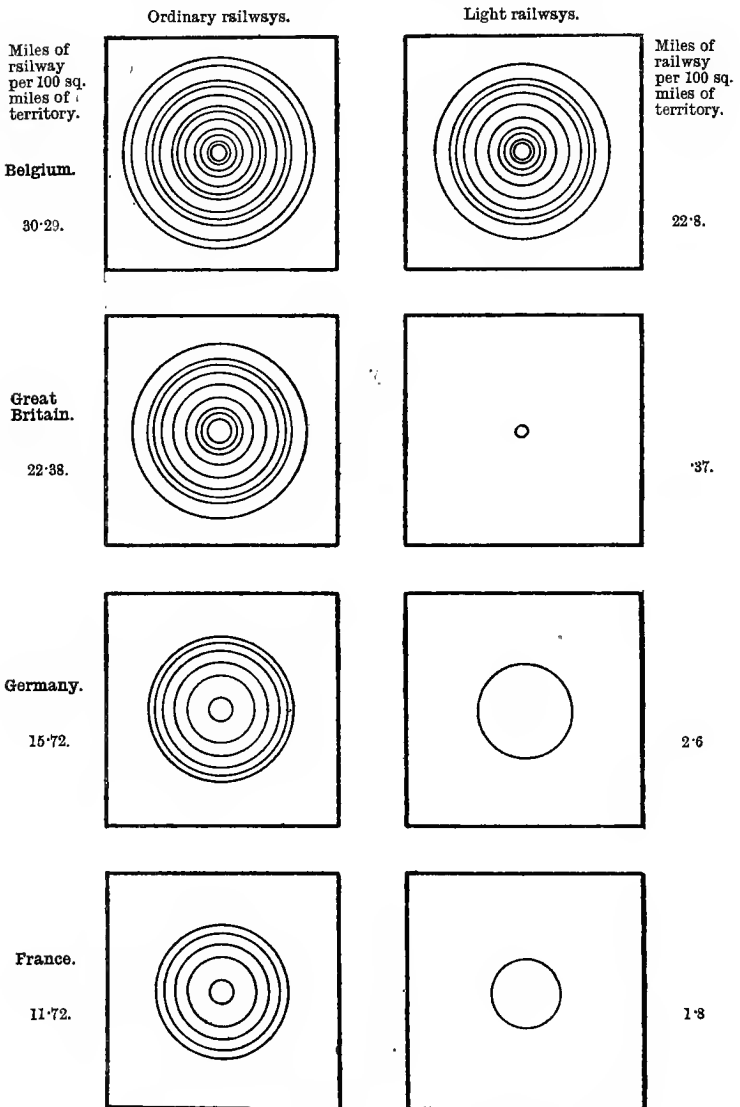 Ordinary railways.
Light railways.
Miles of
railway
per 100 sq.
miles of
territory.
Miles of
railway
per 100 sq.
miles of
territory.
Belgium.
30·29.
22·8.
Great
Britain.
22·38.
·37.
Germany.
15·72.
2·6
France.
11·72.
1·8